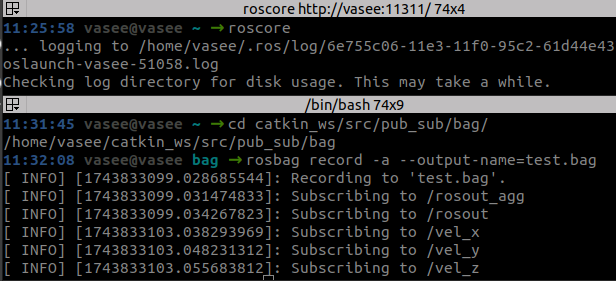 roscore http://vasee:11311/ 74x4
11:25:58 vasee@vasee ~ →roscore
... logging to /home/vasee/.ros/log/6e755c06-11e3-11f0-95c2-61d44e43
oslaunch-vasee-51058.log
Checking log directory for disk usage. This may take a while.
/bin/bash 74x9
11:31:45 vasee@vasee ~ →cd catkin_ws/src/pub_sub/bag/
/home/vasee/catkin_ws/src/pub_sub/bag
11:32:08 vasee@vasee bag →rosbag record -a --output-name=test.bag
[ INFO] [1743833099.028685544]: Recording to 'test.bag'.
[ INFO] [1743833099.031474833]: Subscribing to /rosout_agg
[ INFO] [1743833099.034267823]: Subscribing to /rosout
[ INFO] [1743833103.038293969]: Subscribing to /vel_x
[ INFO] [1743833103.048231312]: Subscribing to /vel_y
[ INFO] [1743833103.055683812]: Subscribing to /vel_z